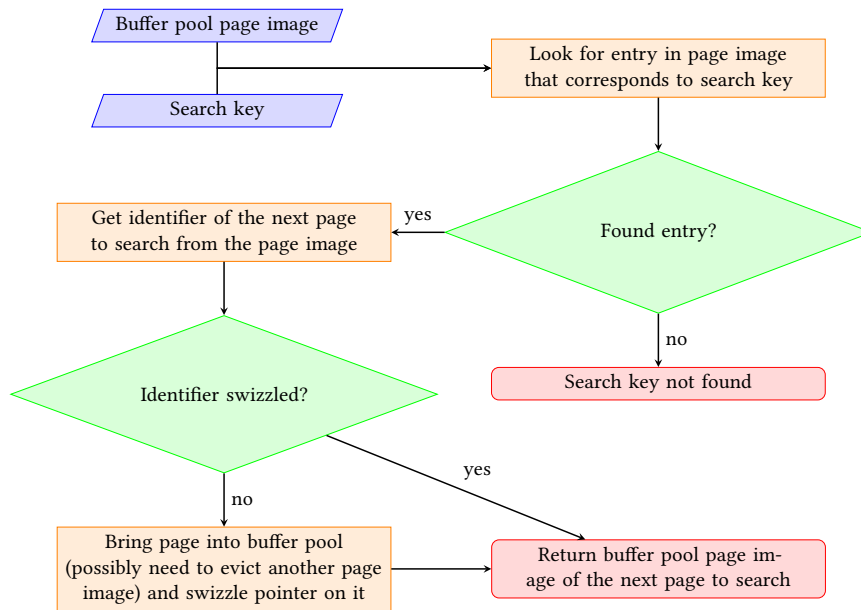 Buffer pool page image
Search key
Look for entry in page image
that corresponds to search key
Found entry?
yes
no
Get identifier of the next page
to search from the page image
Search key not found
Identifier swizzled?
yes
no
Bring page into buffer pool
(possibly need to evict another page
image) and swizzle pointer on it
Return buffer pool page im-
age of the next page to search